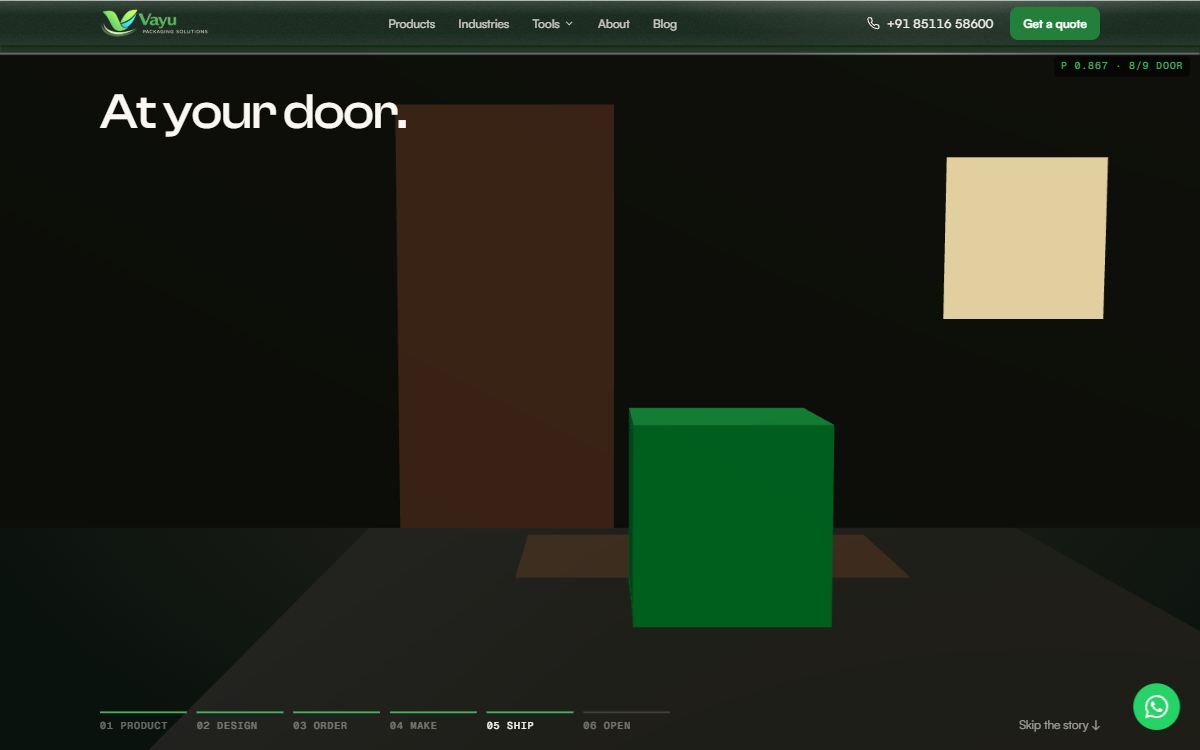 Vayu
PACKAGING SOLUTIONS
Products
Industries
Tools
About
Blog
+91 85116 58600
Get a quote
P 0.867 · 8/9 DOOR
At your door.
01 PRODUCT
02 DESIGN
03 ORDER
04 MAKE
05 SHIP
06 OPEN
Skip the story ↓